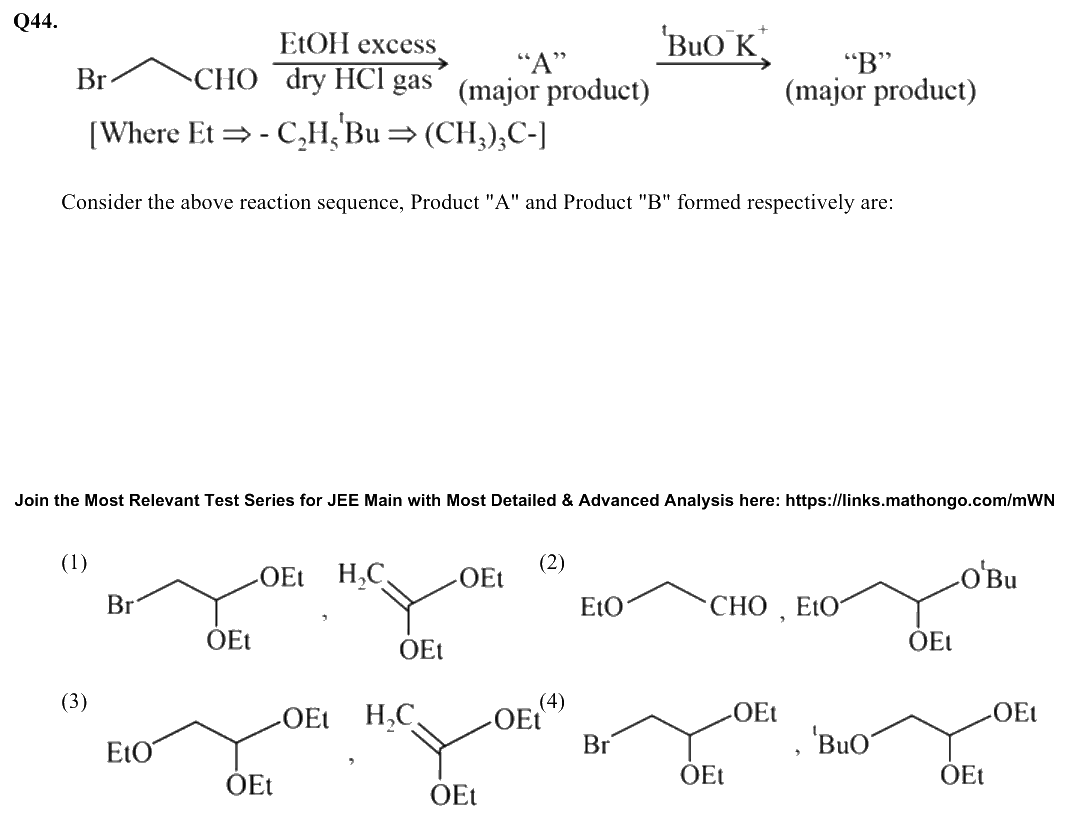 Q44.
Br CHO EtOH excess dry HCl gas "A" (major product) ᵗBuO⁻K⁺ "B" (major product)
[Where Et ⇒ - C₂H₅ ᵗBu ⇒ (CH₃)₃C-]
Consider the above reaction sequence, Product "A" and Product "B" formed respectively are:
Join the Most Relevant Test Series for JEE Main with Most Detailed & Advanced Analysis here: https://links.mathongo.com/mWN
(1) Br OEt OEt , H₂C OEt OEt
(2) EtO CHO , EtO OᵗBu OEt
(3) EtO OEt OEt , H₂C OEt OEt
(4) Br OEt OEt , ᵗBuO OEt OEt